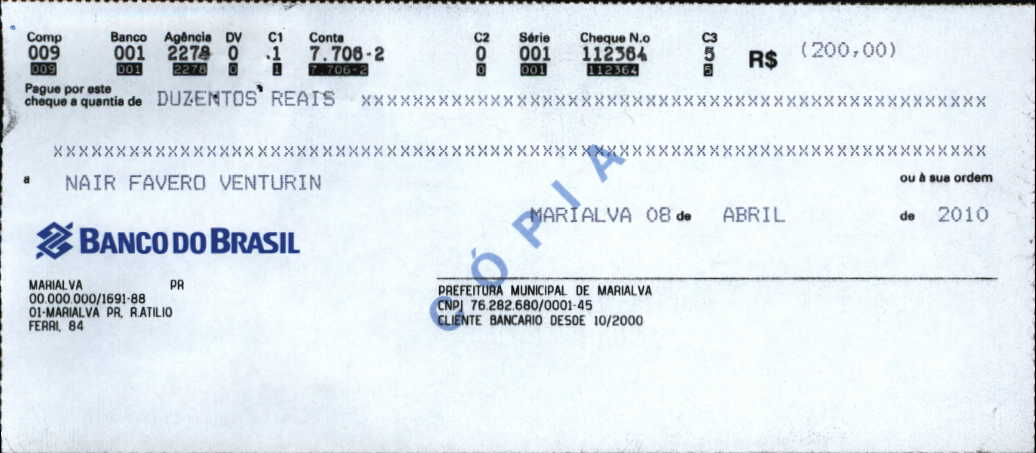 Comp Banco Agência DV C1 Conta C2 Série Cheque N.o C3
009 001 2278 0 .1 7.706-2 0 001 112364 5 R$ (200,00)
009 001 2278 0 1 7.706-2 0 001 112364 5
Pague por este
cheque a quantia de DUZENTOS REAIS XXXXXXXXXXXXXXXXXXXXXXXXXXXXXXXXXXXXXXXXXXXXXXXXXXXXXXXXXX
XXXXXXXXXXXXXXXXXXXXXXXXXXXXXXXXXXXXXXXXXXXXXXXXXXXXXXXXXXXXXXXXXXXXXXXXXXXXXXXXXXXXXX
a NAIR FAVERO VENTURIN ou à sua ordem
MARIALVA 08 de ABRIL de 2010
CÓPIA
BANCO DO BRASIL
MARIALVA PR
00.000.000/1691-88
01-MARIALVA PR, R.ATILIO
FERRI, 84
PREFEITURA MUNICIPAL DE MARIALVA
CNPJ 76.282.680/0001-45
CLIENTE BANCARIO DESDE 10/2000